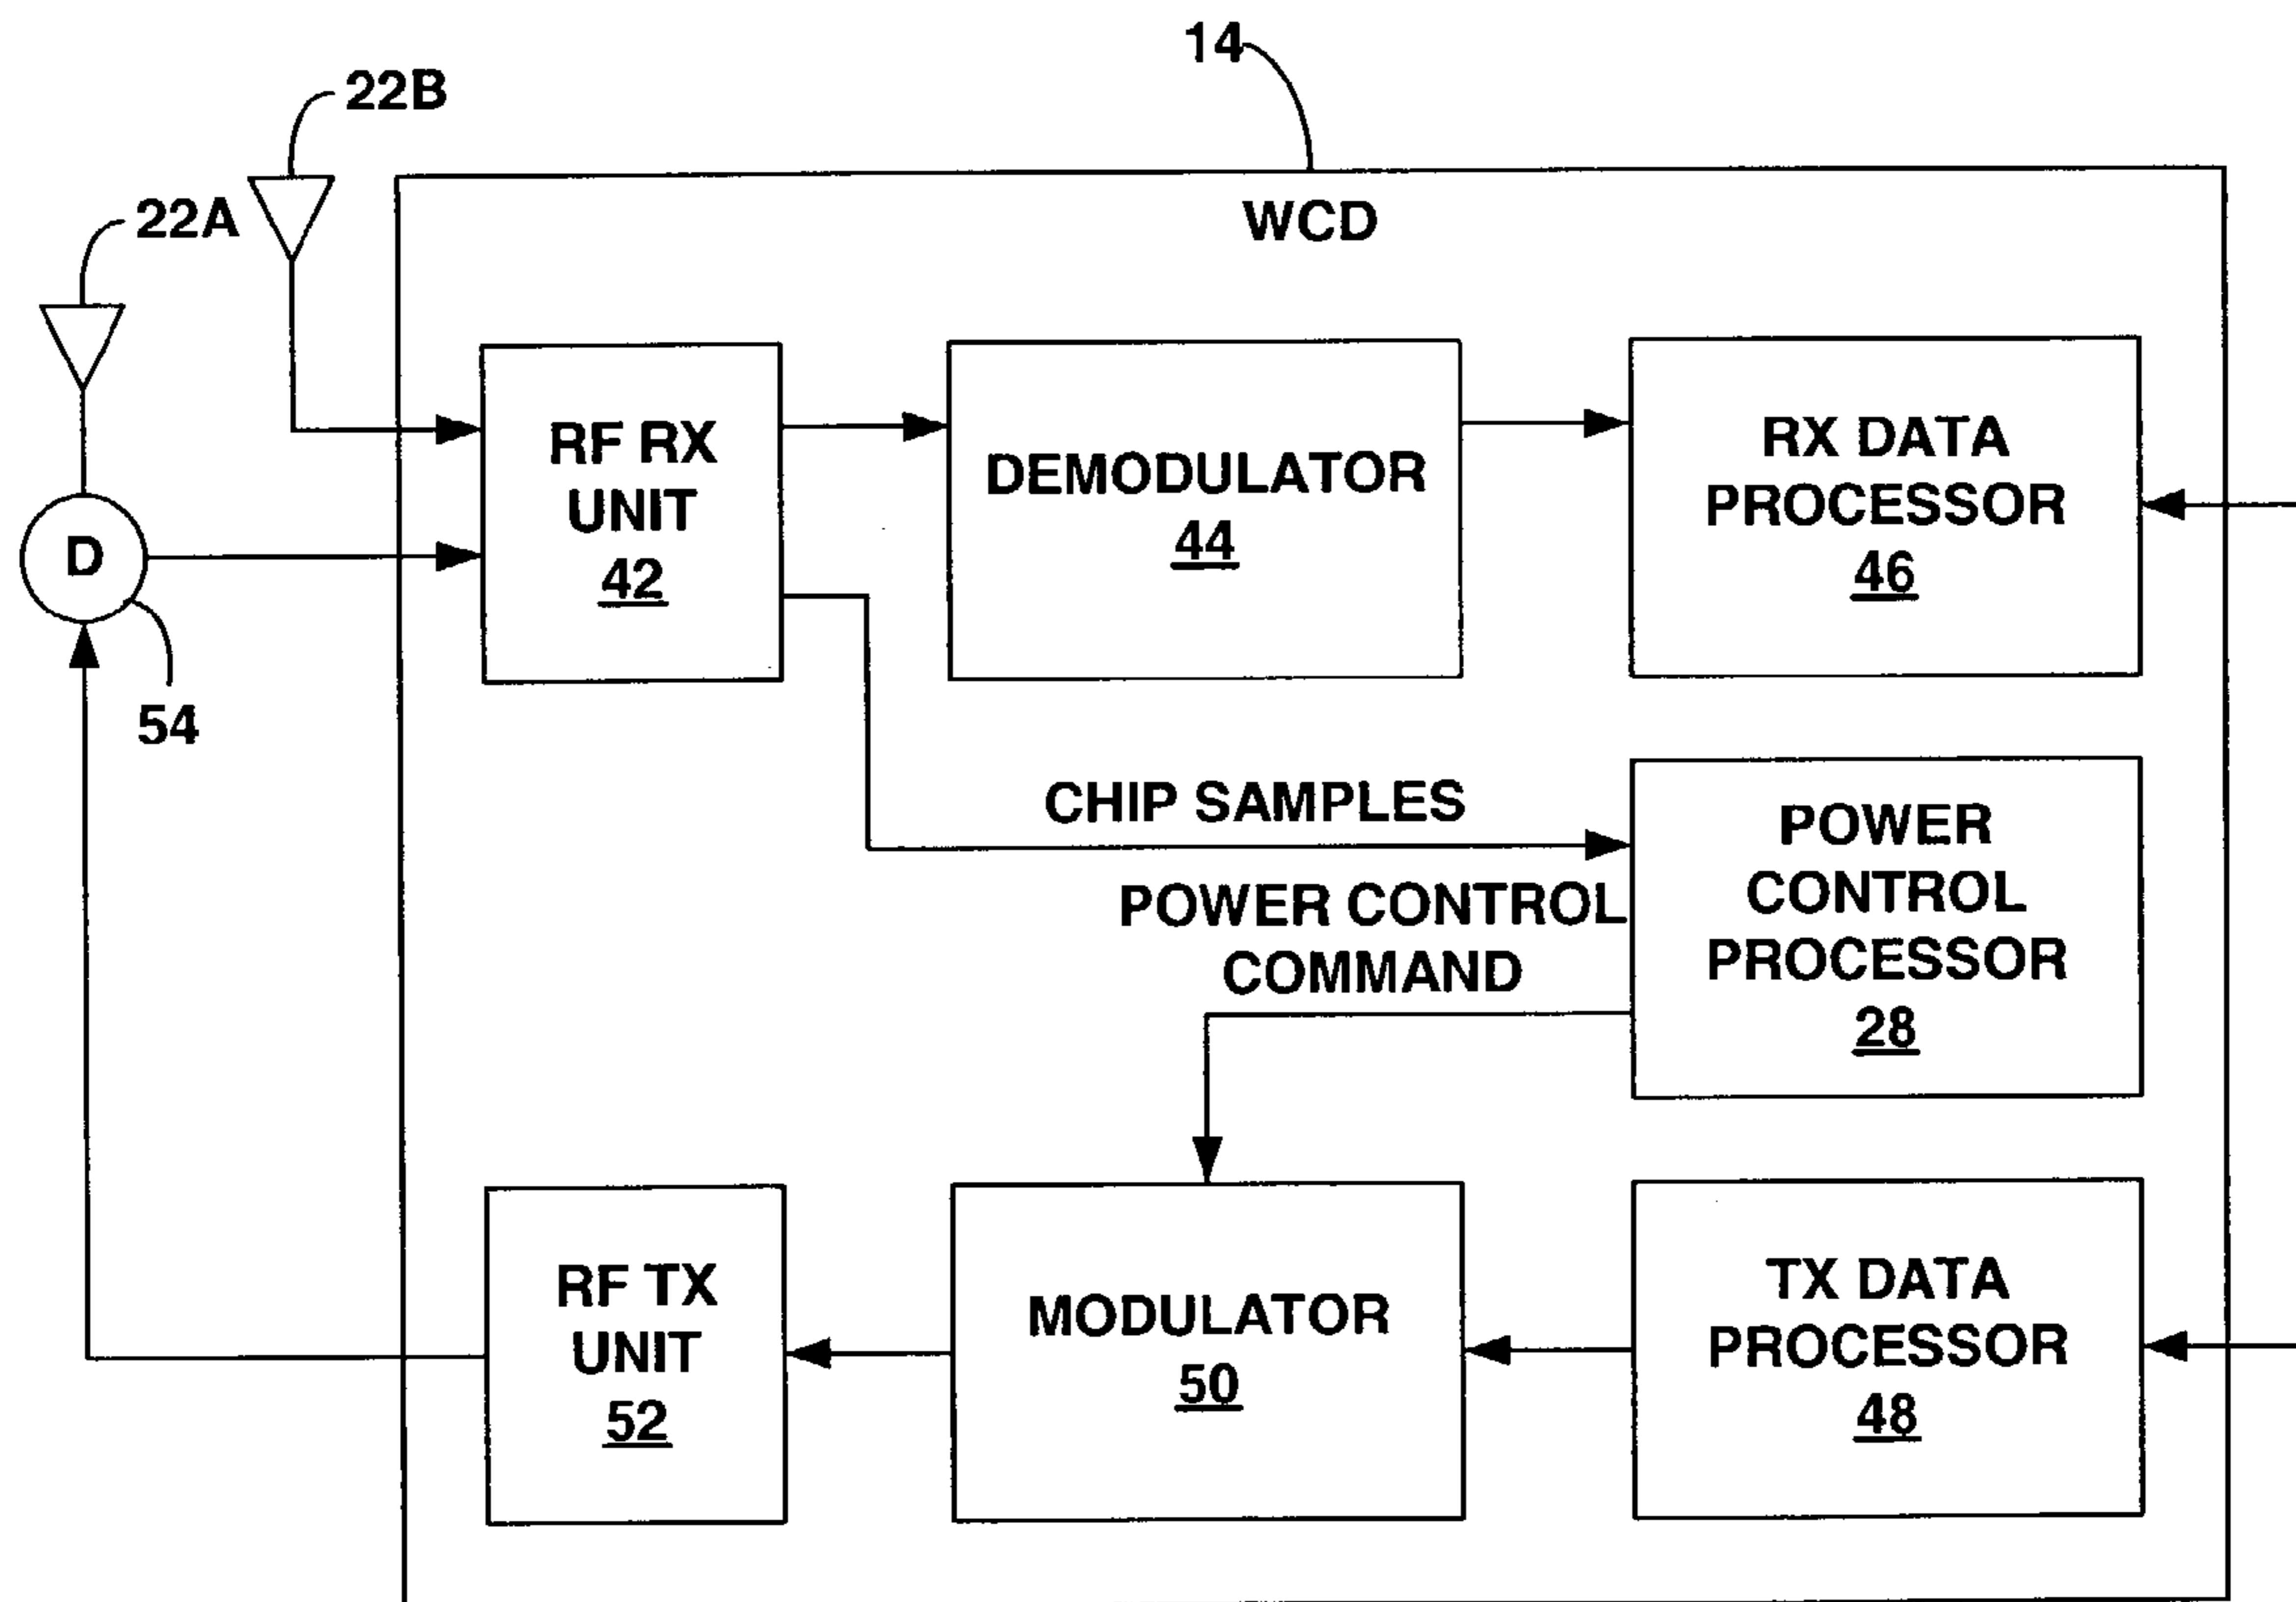 14
22B
22A
WCD
RF RX
UNIT
42
DEMODULATOR
44
RX DATA
PROCESSOR
46
D
54
CHIP SAMPLES
POWER CONTROL
COMMAND
POWER
CONTROL
PROCESSOR
28
RF TX
UNIT
52
MODULATOR
50
TX DATA
PROCESSOR
48